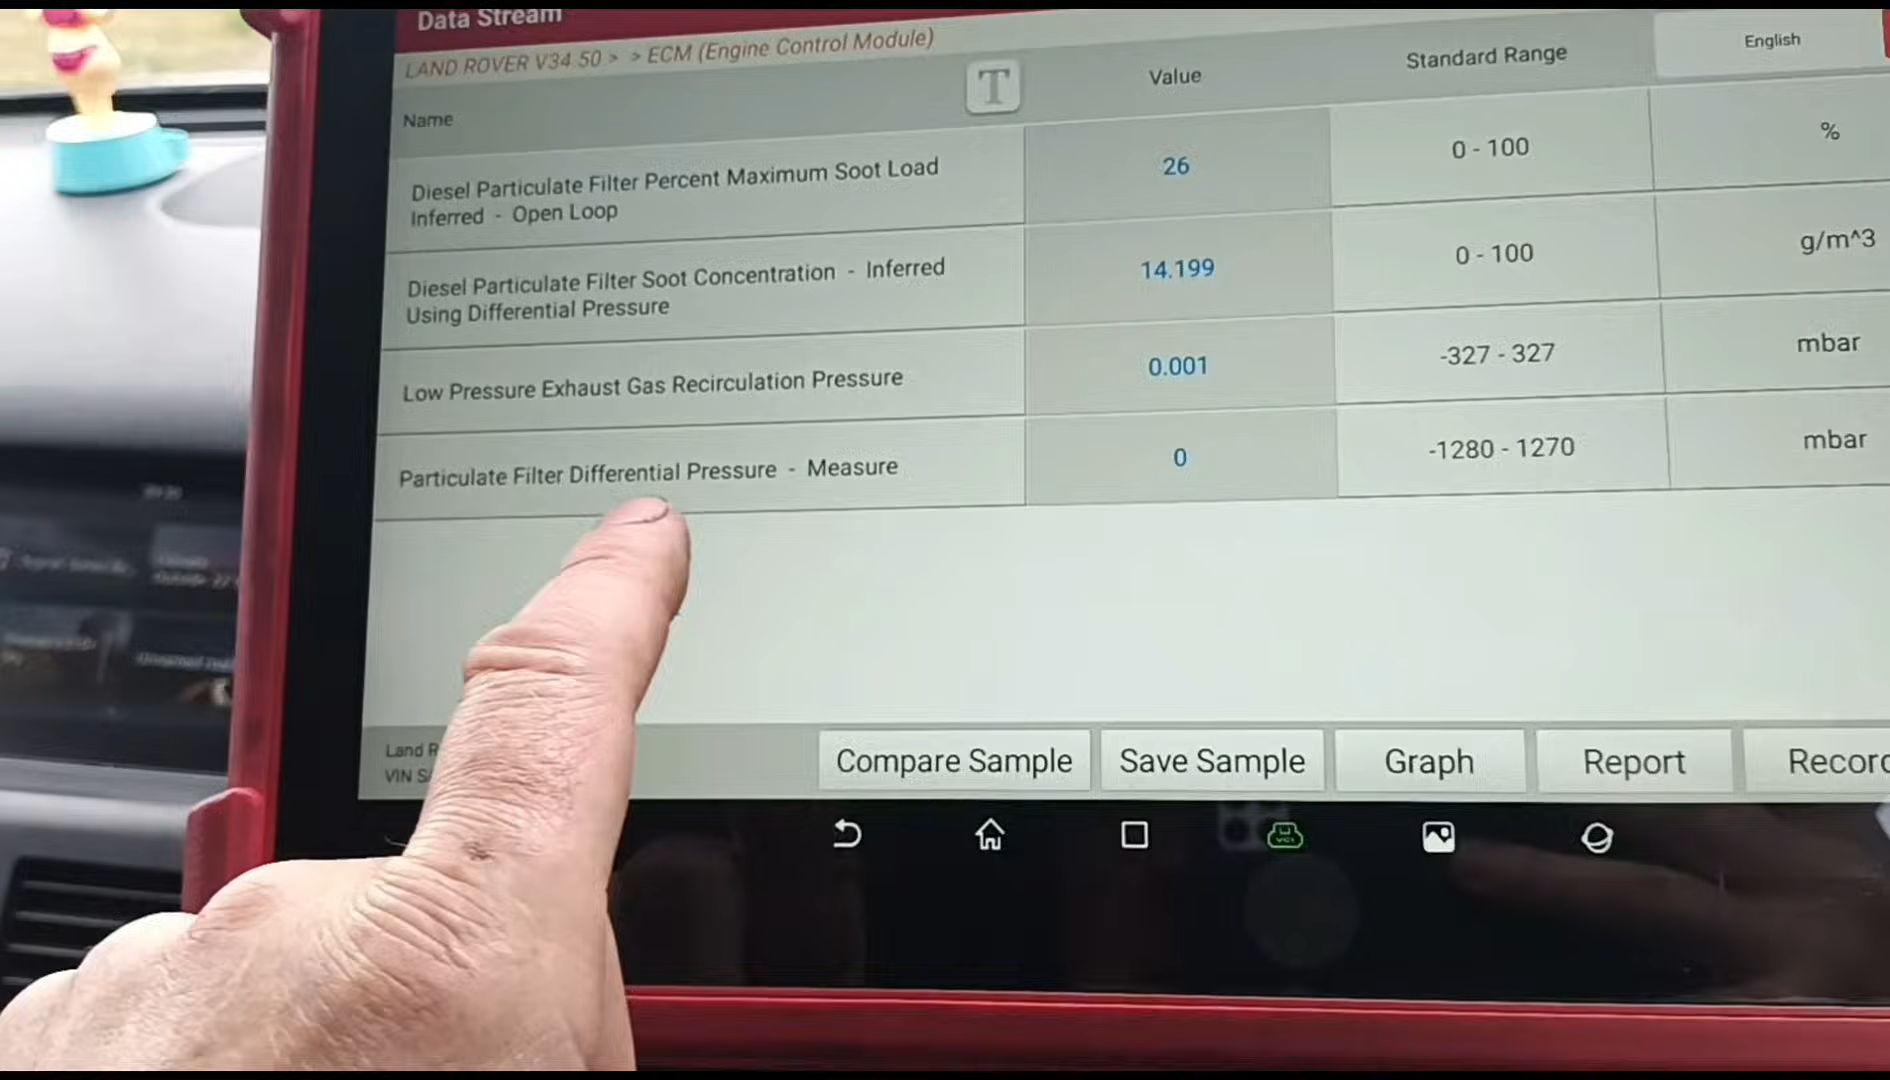 Data Stream
LAND ROVER V34.50 > > ECM (Engine Control Module)
Name
T
Value
Standard Range
English
Diesel Particulate Filter Percent Maximum Soot Load
Inferred - Open Loop
26
0 - 100
%
Diesel Particulate Filter Soot Concentration - Inferred
Using Differential Pressure
14.199
0 - 100
g/m^3
Low Pressure Exhaust Gas Recirculation Pressure
0.001
-327 - 327
mbar
Particulate Filter Differential Pressure - Measure
0
-1280 - 1270
mbar
Land R
VIN S
Compare Sample
Save Sample
Graph
Report
Record
VCI